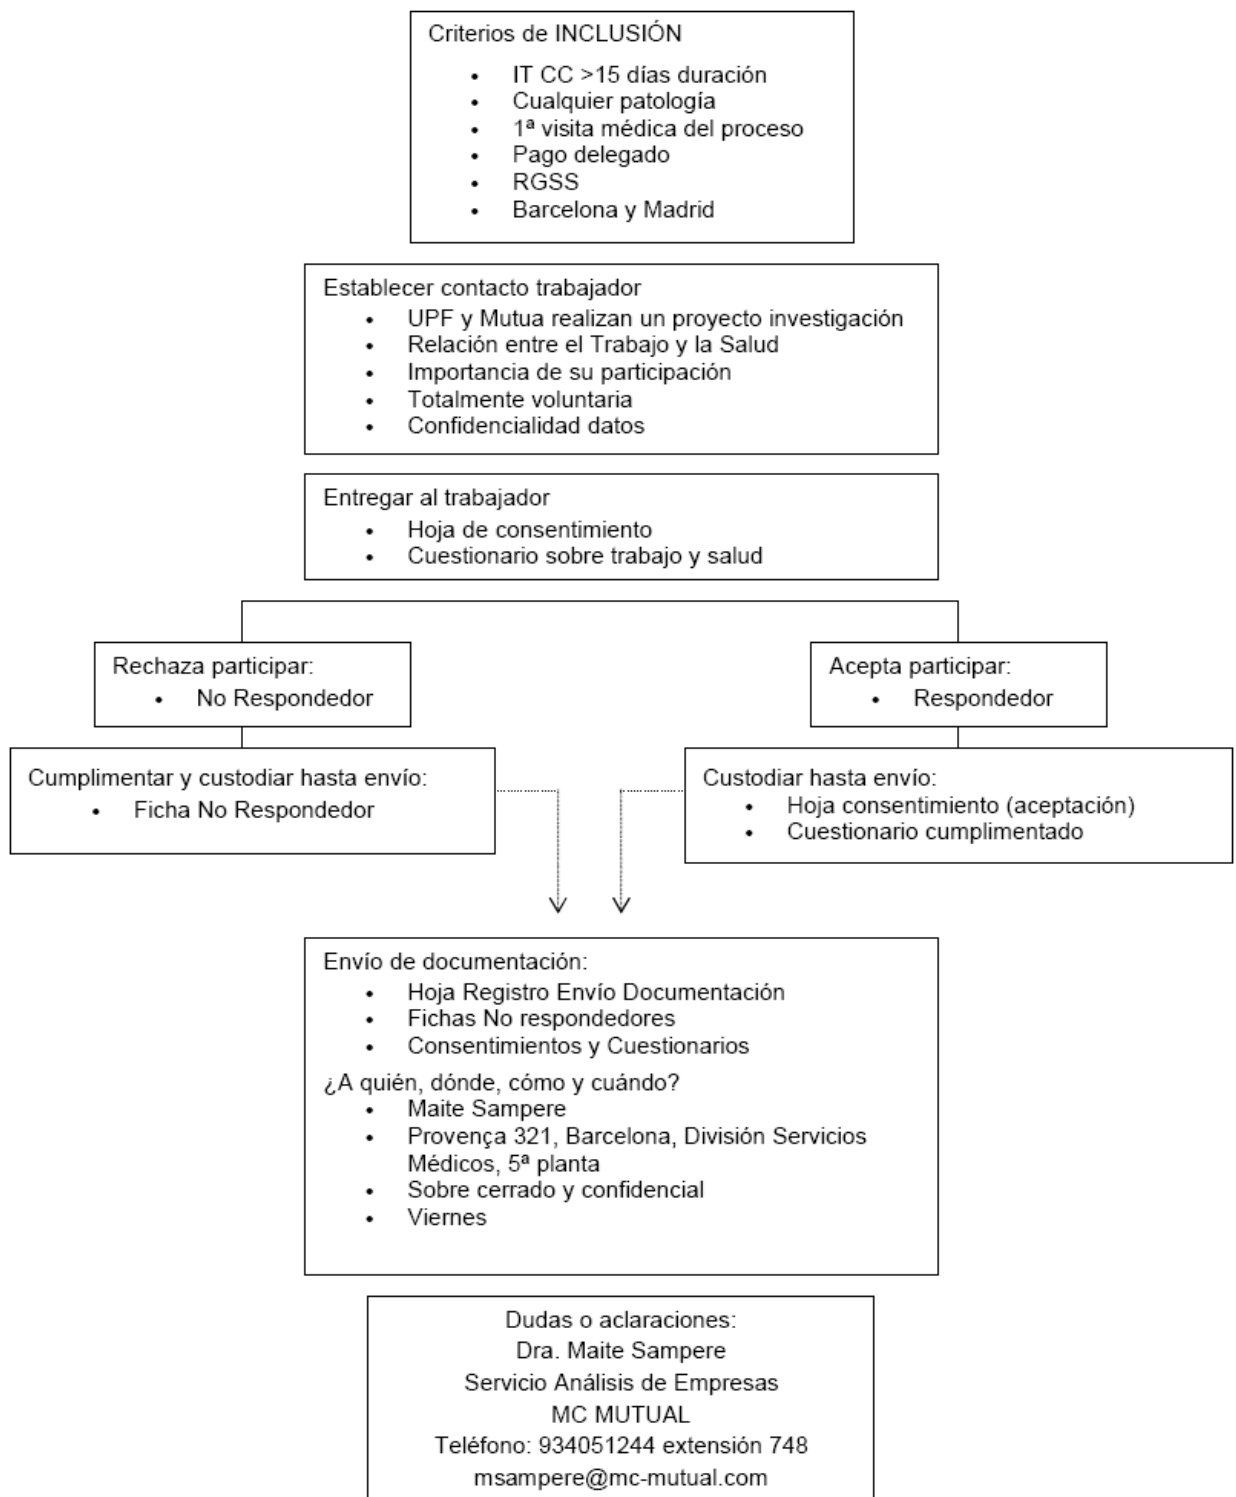 Criterios de INCLUSIÓN
• IT CC >15 días duración
• Cualquier patología
• 1ª visita médica del proceso
• Pago delegado
• RGSS
• Barcelona y Madrid
Establecer contacto trabajador
• UPF y Mutua realizan un proyecto investigación
• Relación entre el Trabajo y la Salud
• Importancia de su participación
• Totalmente voluntaria
• Confidencialidad datos
Entregar al trabajador
• Hoja de consentimiento
• Cuestionario sobre trabajo y salud
Rechaza participar:
• No Respondedor
Acepta participar:
• Respondedor
Cumplimentar y custodiar hasta envío:
• Ficha No Respondedor
Custodiar hasta envío:
• Hoja consentimiento (aceptación)
• Cuestionario cumplimentado
Envío de documentación:
• Hoja Registro Envío Documentación
• Fichas No respondedores
• Consentimientos y Cuestionarios
¿A quién, dónde, cómo y cuándo?
• Maite Sampere
• Provença 321, Barcelona, División Servicios
Médicos, 5ª planta
• Sobre cerrado y confidencial
• Viernes
Dudas o aclaraciones:
Dra. Maite Sampere
Servicio Análisis de Empresas
MC MUTUAL
Teléfono: 934051244 extensión 748
msampere@mc-mutual.com